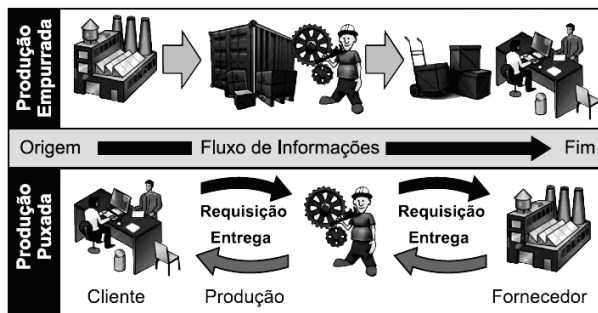 Produção
Empurrada
Origem
Fluxo de Informações
Fim
Produção
Puxada
Requisição
Entrega
Requisição
Entrega
Cliente
Produção
Fornecedor